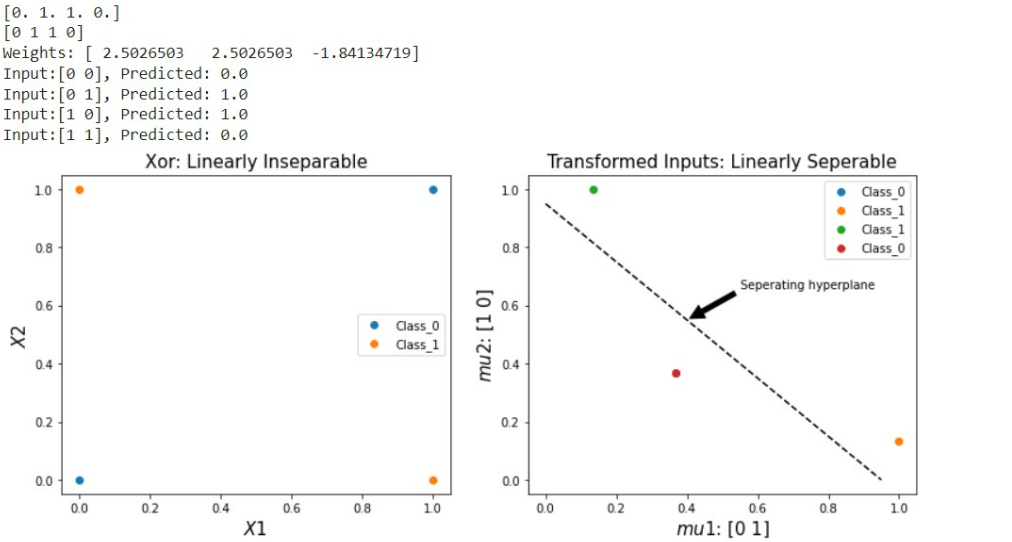 [0. 1. 1. 0.]
[0 1 1 0]
Weights: [ 2.5026503 2.5026503 -1.84134719]
Input:[0 0], Predicted: 0.0
Input:[0 1], Predicted: 1.0
Input:[1 0], Predicted: 1.0
Input:[1 1], Predicted: 0.0
Xor: Linearly Inseparable
1.0
0.8
0.6
0.4
0.2
0.0
X2
Class_0
Class_1
0.0 0.2 0.4 0.6 0.8 1.0
X1
Transformed Inputs: Linearly Seperable
1.0
0.8
0.6
0.4
0.2
0.0
mu2: [1 0]
Class_0
Class_1
Class_1
Class_0
Seperating hyperplane
0.0 0.2 0.4 0.6 0.8 1.0
mu1: [0 1]